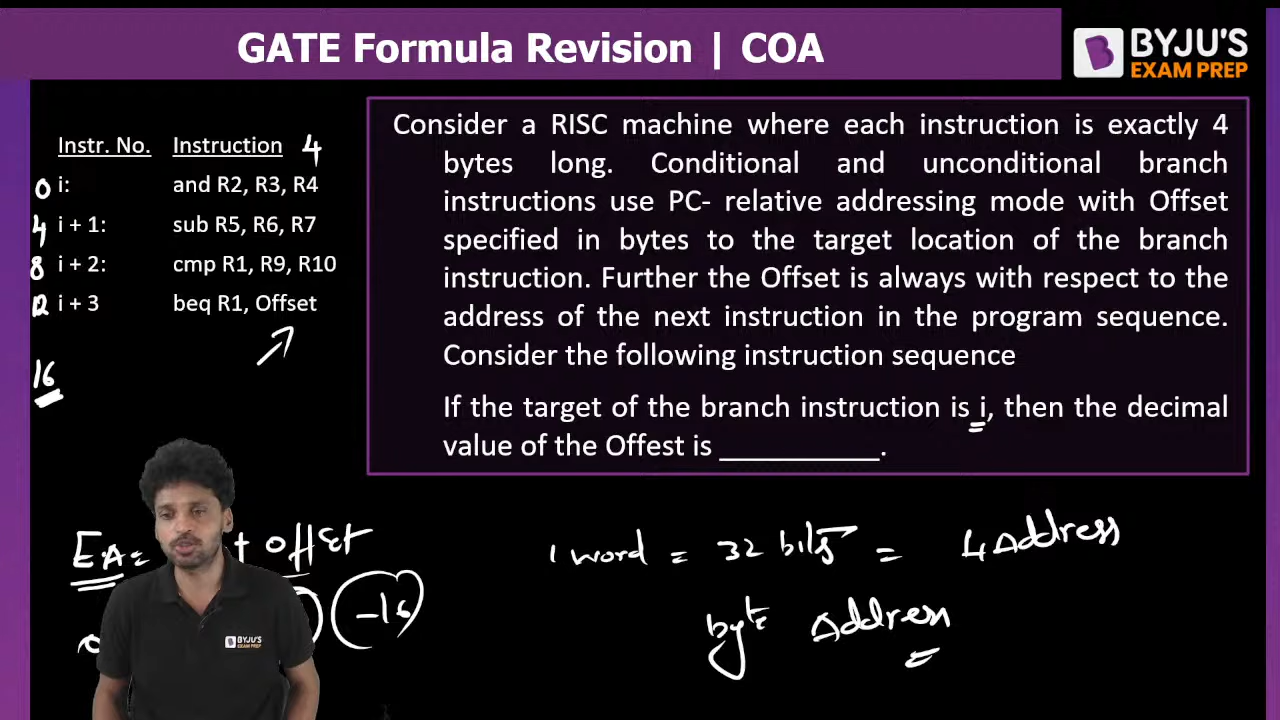 GATE Formula Revision | COA
BYJU'S
EXAM PREP
Instr. No. Instruction 4
0 i: and R2, R3, R4
4 i + 1: sub R5, R6, R7
8 i + 2: cmp R1, R9, R10
12 i + 3 beq R1, Offset
16
Consider a RISC machine where each instruction is exactly 4
bytes long. Conditional and unconditional branch
instructions use PC- relative addressing mode with Offset
specified in bytes to the target location of the branch
instruction. Further the Offset is always with respect to the
address of the next instruction in the program sequence.
Consider the following instruction sequence
If the target of the branch instruction is i, then the decimal
value of the Offest is ___________.
EA= + offset
-16
1 word = 32 bits = 4 Address
byte Address
BYJU'S
EXAM PREP